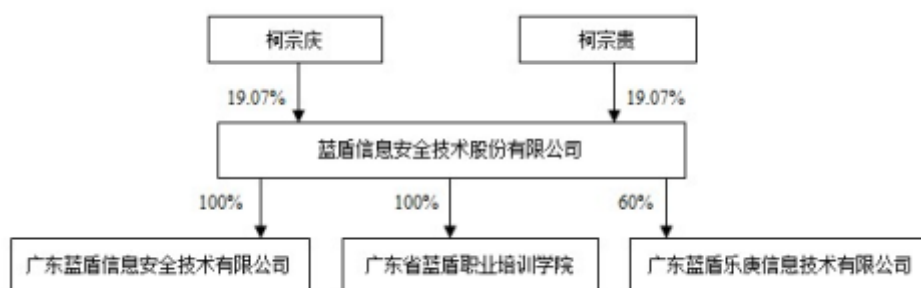 柯宗庆
柯宗贵
19.07%
19.07%
蓝盾信息安全技术股份有限公司
100%
100%
60%
广东蓝盾信息安全技术有限公司
广东省蓝盾职业培训学院
广东蓝盾乐庚信息技术有限公司